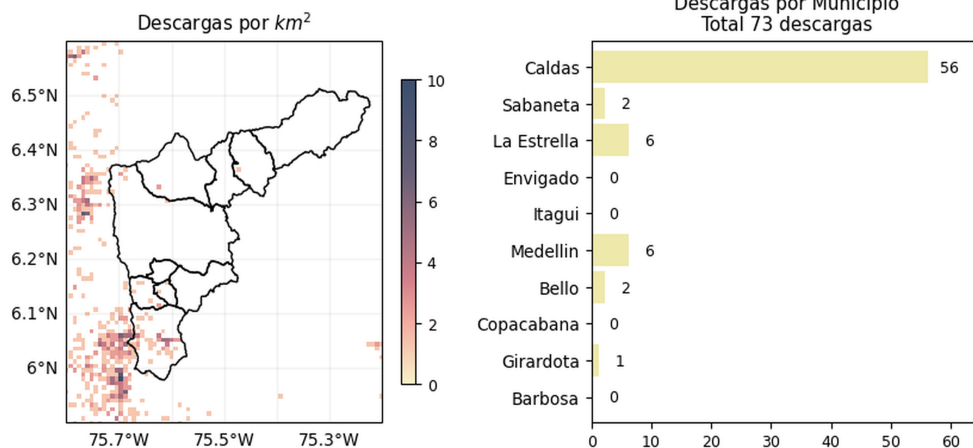 Descargas por km²
6.5°N
6.4°N
6.3°N
6.2°N
6.1°N
6°N
75.7°W 75.5°W 75.3°W
10
8
6
4
2
0
Descargas por Municipio
Total 73 descargas
Caldas 56
Sabaneta 2
La Estrella 6
Envigado 0
Itagui 0
Medellin 6
Bello 2
Copacabana 0
Girardota 1
Barbosa 0
0 10 20 30 40 50 60